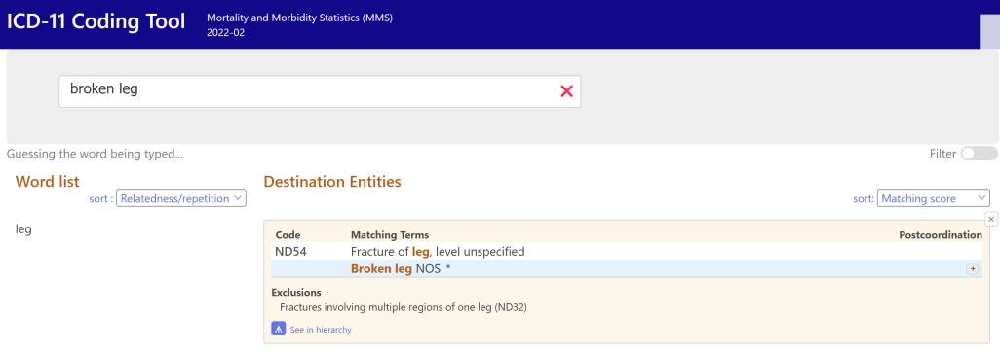 ICD-11 Coding Tool
Mortality and Morbidity Statistics (MMS)
2022-02
broken leg
Guessing the word being typed...
Filter
Word list
sort : Relatedness/repetition
leg
Destination Entities
sort: Matching score
Code Matching Terms Postcoordination
ND54 Fracture of leg, level unspecified
Broken leg NOS *
Exclusions
Fractures involving multiple regions of one leg (ND32)
See in hierarchy